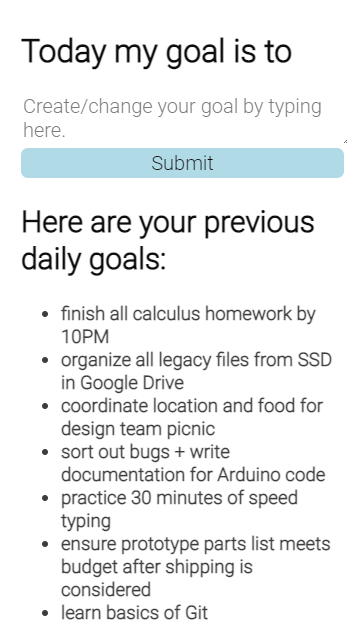 Today my goal is to
Create/change your goal by typing
here.
Submit
Here are your previous
daily goals:
• finish all calculus homework by
10PM
• organize all legacy files from SSD
in Google Drive
• coordinate location and food for
design team picnic
• sort out bugs + write
documentation for Arduino code
• practice 30 minutes of speed
typing
• ensure prototype parts list meets
budget after shipping is
considered
• learn basics of Git